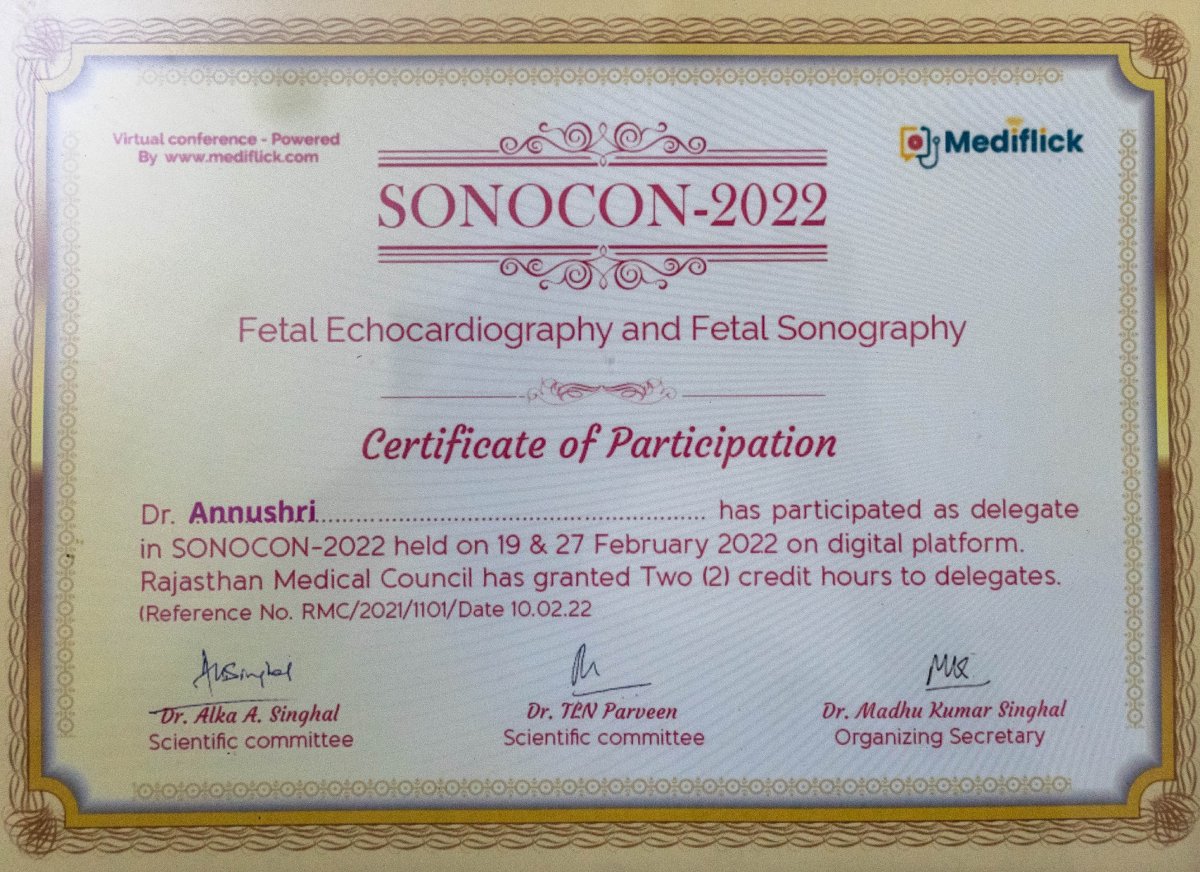 Virtual conference - Powered
By www.mediflick.com
Mediflick
SONOCON-2022
Fetal Echocardiography and Fetal Sonography
Certificate of Participation
Dr. Annushri........................................................ has participated as delegate
in SONOCON-2022 held on 19 & 27 February 2022 on digital platform.
Rajasthan Medical Council has granted Two (2) credit hours to delegates.
(Reference No. RMC/2021/1101/Date 10.02.22
Dr. Alka A. Singhal
Scientific committee
Dr. TLN Parveen
Scientific committee
Dr. Madhu Kumar Singhal
Organizing Secretary